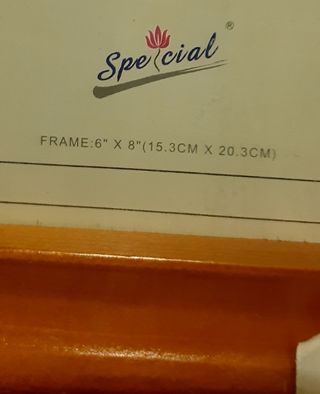 Special®
FRAME:6" X 8"(15.3CM X 20.3CM)